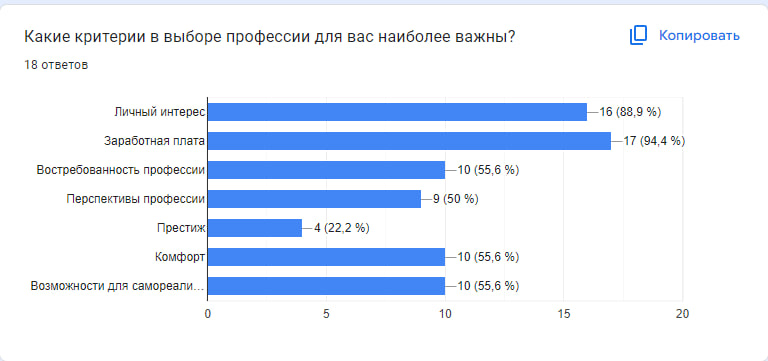 Какие критерии в выборе профессии для вас наиболее важны?
Копировать
18 ответов
Личный интерес 16 (88,9 %)
Заработная плата 17 (94,4 %)
Востребованность профессии 10 (55,6 %)
Перспективы профессии 9 (50 %)
Престиж 4 (22,2 %)
Комфорт 10 (55,6 %)
Возможности для самореали… 10 (55,6 %)
0 5 10 15 20